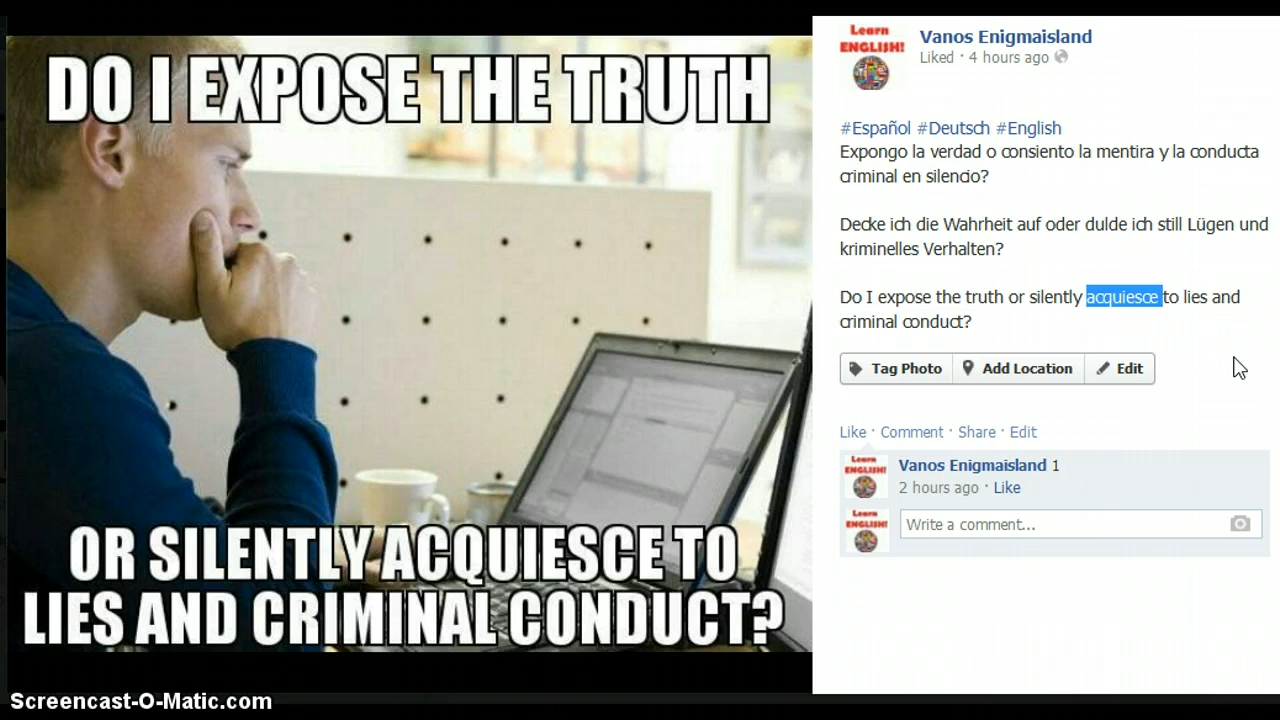 DO I EXPOSE THE TRUTH
OR SILENTLY ACQUIESCE TO
LIES AND CRIMINAL CONDUCT?
Learn
ENGLISH!
Vanos Enigmaisland
Liked · 4 hours ago
#Español #Deutsch #English
Expongo la verdad o consiento la mentira y la conducta
criminal en silencio?
Decke ich die Wahrheit auf oder dulde ich still Lügen und
kriminelles Verhalten?
Do I expose the truth or silently acquiesce to lies and
criminal conduct?
Tag Photo Add Location Edit
Like · Comment · Share · Edit
Learn
ENGLISH!
Vanos Enigmaisland 1
2 hours ago · Like
Learn
ENGLISH!
Write a comment...
Screencast-O-Matic.com